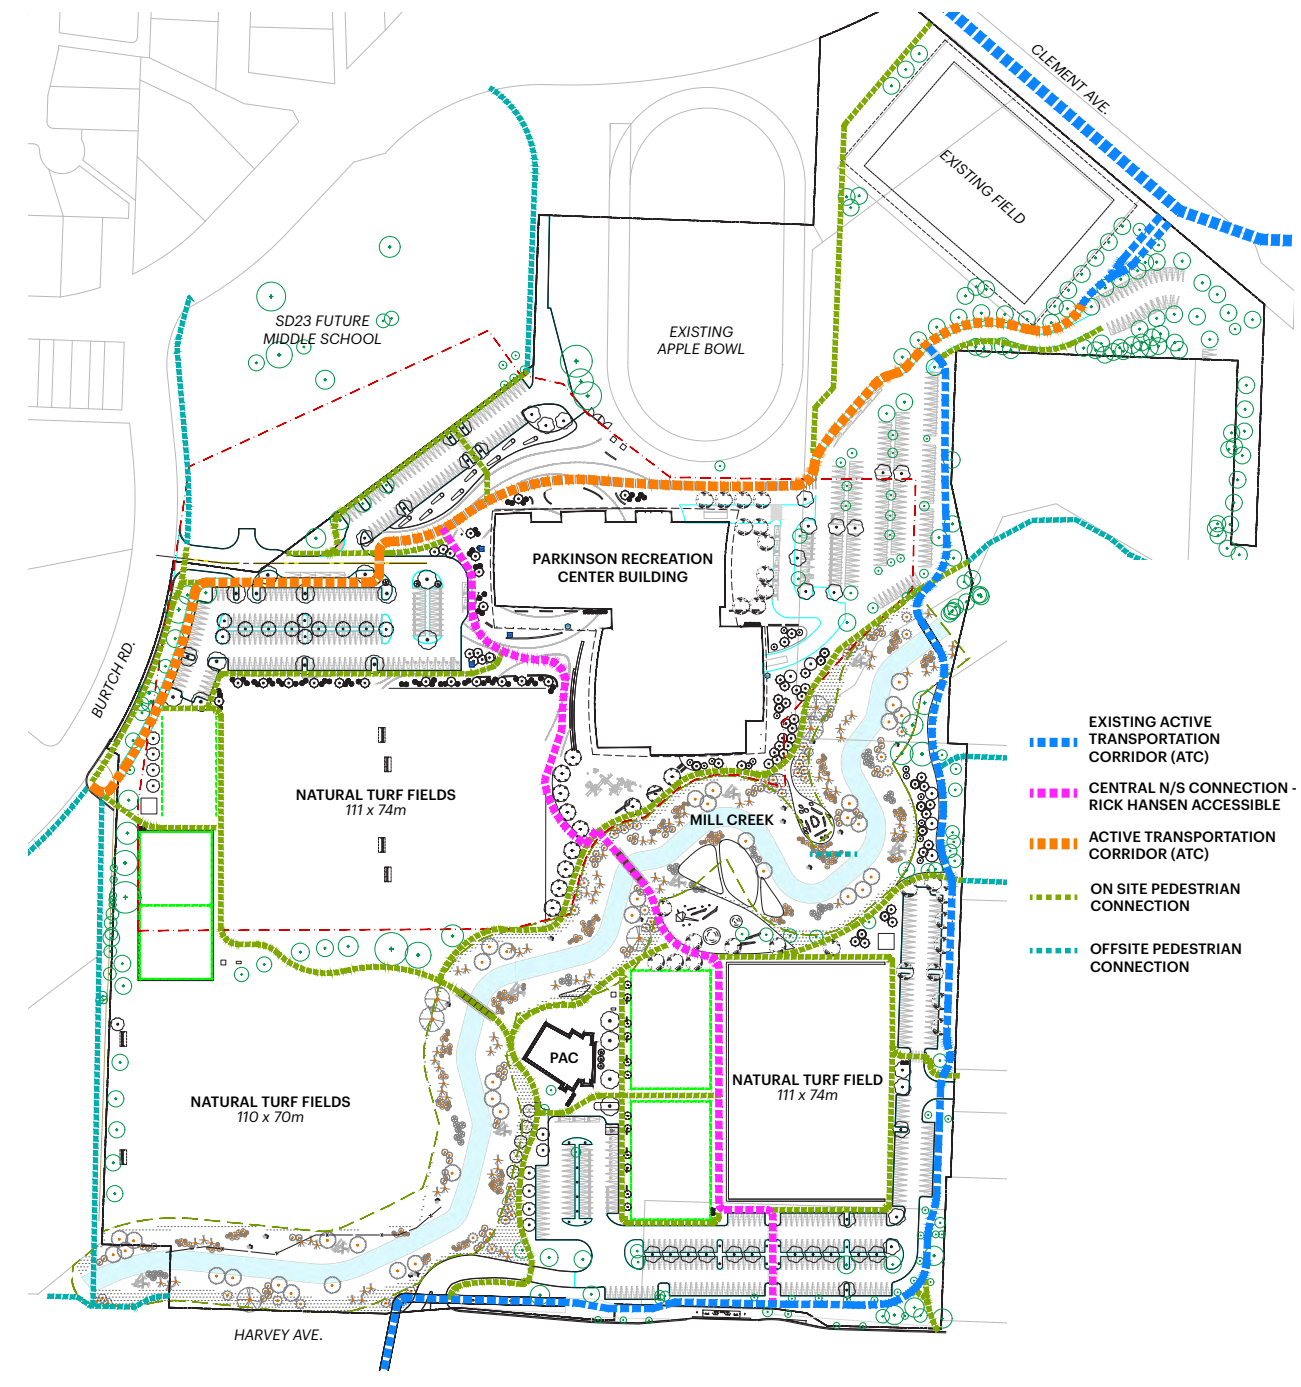 CLEMENT AVE.
EXISTING FIELD
SD23 FUTURE
MIDDLE SCHOOL
EXISTING
APPLE BOWL
PARKINSON RECREATION
CENTER BUILDING
BURTCH RD.
EXISTING ACTIVE
TRANSPORTATION
CORRIDOR (ATC)
CENTRAL N/S CONNECTION -
RICK HANSEN ACCESSIBLE
ACTIVE TRANSPORTATION
CORRIDOR (ATC)
ON SITE PEDESTRIAN
CONNECTION
OFFSITE PEDESTRIAN
CONNECTION
NATURAL TURF FIELDS
111 x 74m
MILL CREEK
PAC
NATURAL TURF FIELD
111 x 74m
NATURAL TURF FIELDS
110 x 70m
HARVEY AVE.